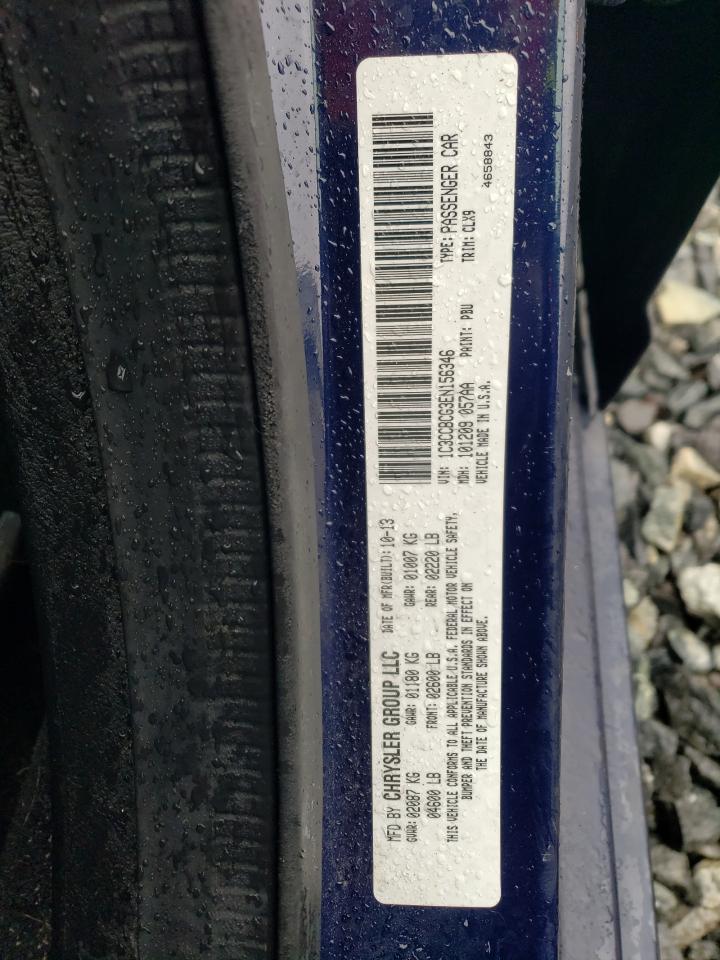 MFD BY CHRYSLER GROUP LLC DATE OF MFR(BUILT): 10-13
GVWR: 02087 KG GAWR: 01180 KG GAWR: 01007 KG
04600 LB FRONT: 02600 LB REAR: 02220 LB
THIS VEHICLE CONFORMS TO ALL APPLICABLE U.S.A. FEDERAL MOTOR VEHICLE SAFETY,
BUMPER AND THEFT PREVENTION STANDARDS IN EFFECT ON
THE DATE OF MANUFACTURE SHOWN ABOVE.
VIN: 1C3CCBCG3EN156346 TYPE: PASSENGER CAR
MDH: 101209 057AA PAINT: PBU TRIM: CLX9
VEHICLE MADE IN U.S.A.
4658843